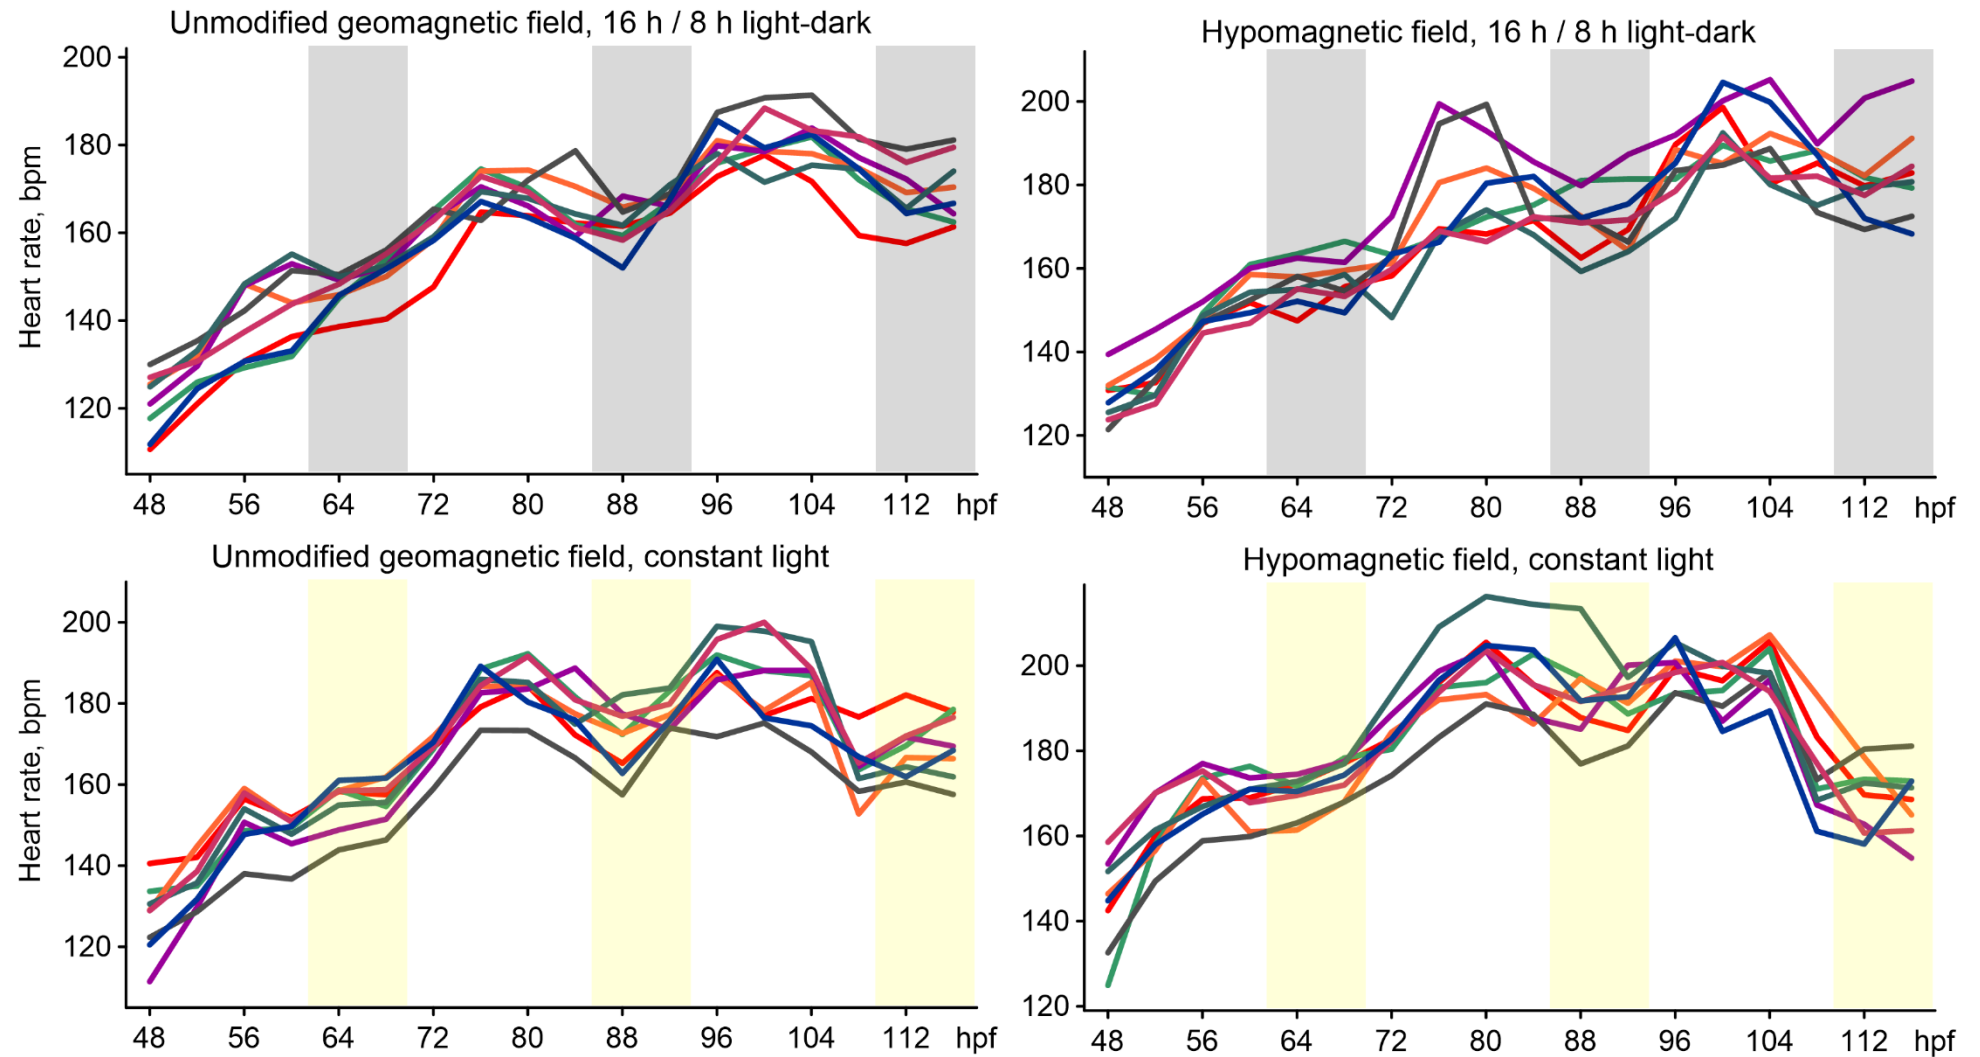 Unmodified geomagnetic field, 16 h / 8 h light-dark
Heart rate, bpm
200
180
160
140
120
48 56 64 72 80 88 96 104 112 hpf
Hypomagnetic field, 16 h / 8 h light-dark
200
180
160
140
120
48 56 64 72 80 88 96 104 112 hpf
Unmodified geomagnetic field, constant light
Heart rate, bpm
200
180
160
140
120
48 56 64 72 80 88 96 104 112 hpf
Hypomagnetic field, constant light
200
180
160
140
120
48 56 64 72 80 88 96 104 112 hpf